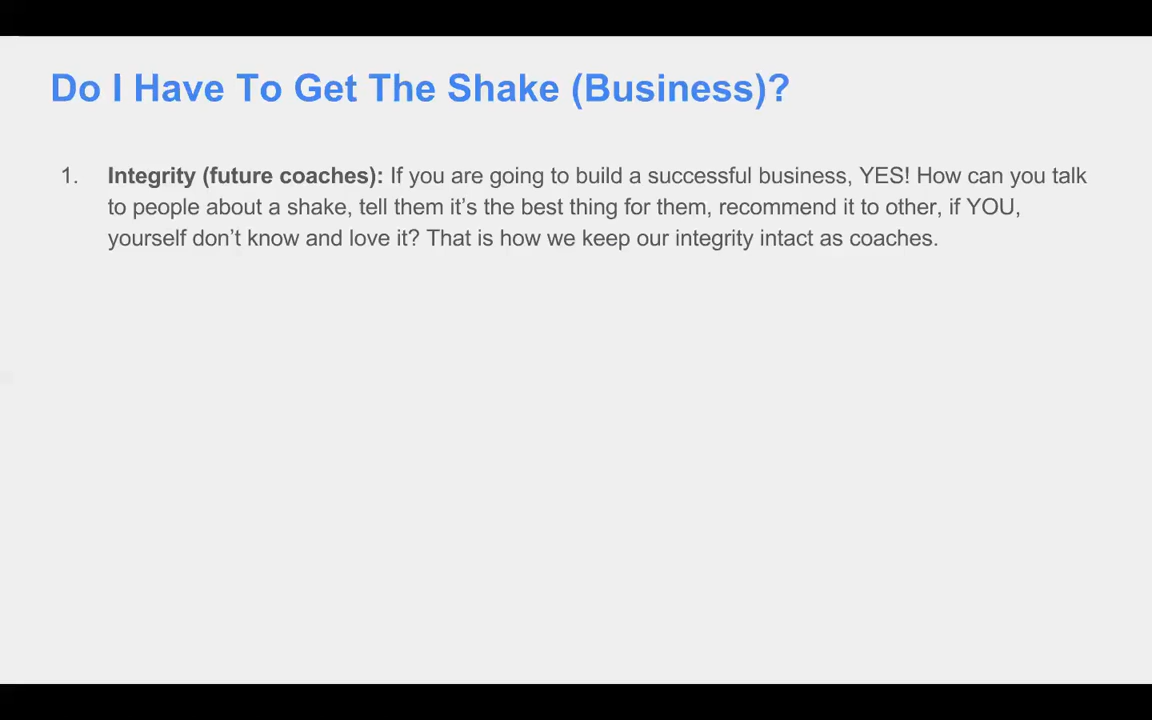 Do I Have To Get The Shake (Business)?
1. Integrity (future coaches): If you are going to build a successful business, YES! How can you talk
to people about a shake, tell them it’s the best thing for them, recommend it to other, if YOU,
yourself don’t know and love it? That is how we keep our integrity intact as coaches.